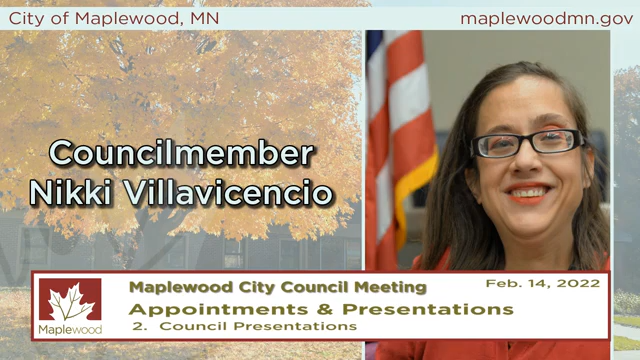 City of Maplewood, MN
maplewoodmn.gov
Councilmember
Nikki Villavicencio
Maplewood City Council Meeting
Feb. 14, 2022
Appointments & Presentations
2. Council Presentations
Maplewood